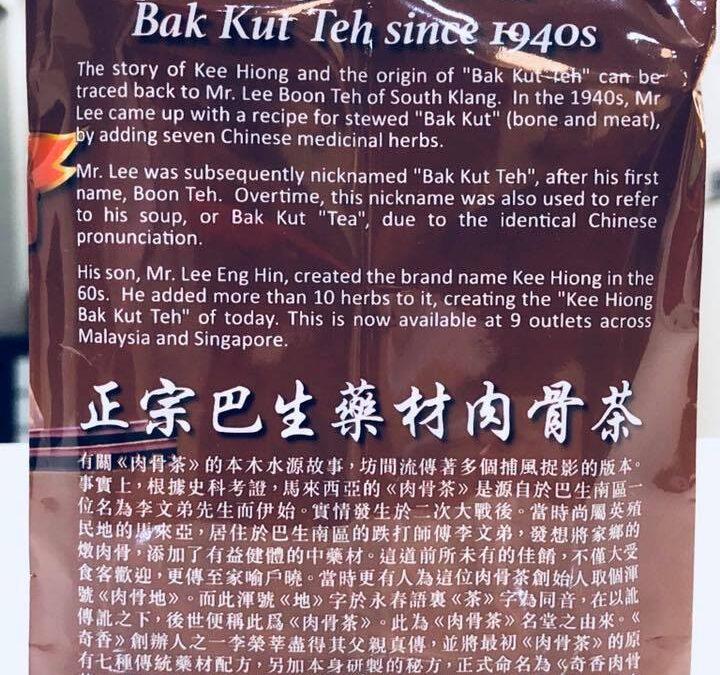 Bak Kut Teh since 1940s
The story of Kee Hiong and the origin of "Bak Kut Teh" can be
traced back to Mr. Lee Boon Teh of South Klang. In the 1940s, Mr
Lee came up with a recipe for stewed "Bak Kut" (bone and meat),
by adding seven Chinese medicinal herbs.
Mr. Lee was subsequently nicknamed "Bak Kut Teh", after his first
name, Boon Teh. Overtime, this nickname was also used to refer
to his soup, or Bak Kut "Tea", due to the identical Chinese
pronunciation.
His son, Mr. Lee Eng Hin, created the brand name Kee Hiong in the
60s. He added more than 10 herbs to it, creating the "Kee Hiong
Bak Kut Teh" of today. This is now available at 9 outlets across
Malaysia and Singapore.
正宗巴生藥材肉骨茶
有關《肉骨茶》的本木水源故事，坊間流傳著多個捕風捉影的版本。
事實上，根據史科考證，馬來西亞的《肉骨茶》是源自於巴生南區一
位名為李文弟先生而伊始。實情發生於二次大戰後。當時尚屬英殖
民地的馬來亞，居住於巴生南區的跌打師傅李文弟，發想將家鄉的
燉肉骨，添加了有益健體的中藥材。這道前所未有的佳餚，不僅大受
食客歡迎，更傳至家喻戶曉。當時更有人為這位肉骨茶創始人取個渾
號《肉骨地》。而此渾號《地》字於永春語裏《茶》字為同音，在以訛
傳訛之下，後世便稱此爲《肉骨茶》。此為《肉骨茶》名堂之由來。《
奇香》創辦人之一李榮莘盡得其父親真傳，並將最初《肉骨茶》的原
有七種傳統藥材配方，另加本身研製的秘方，正式命名為《奇香肉骨